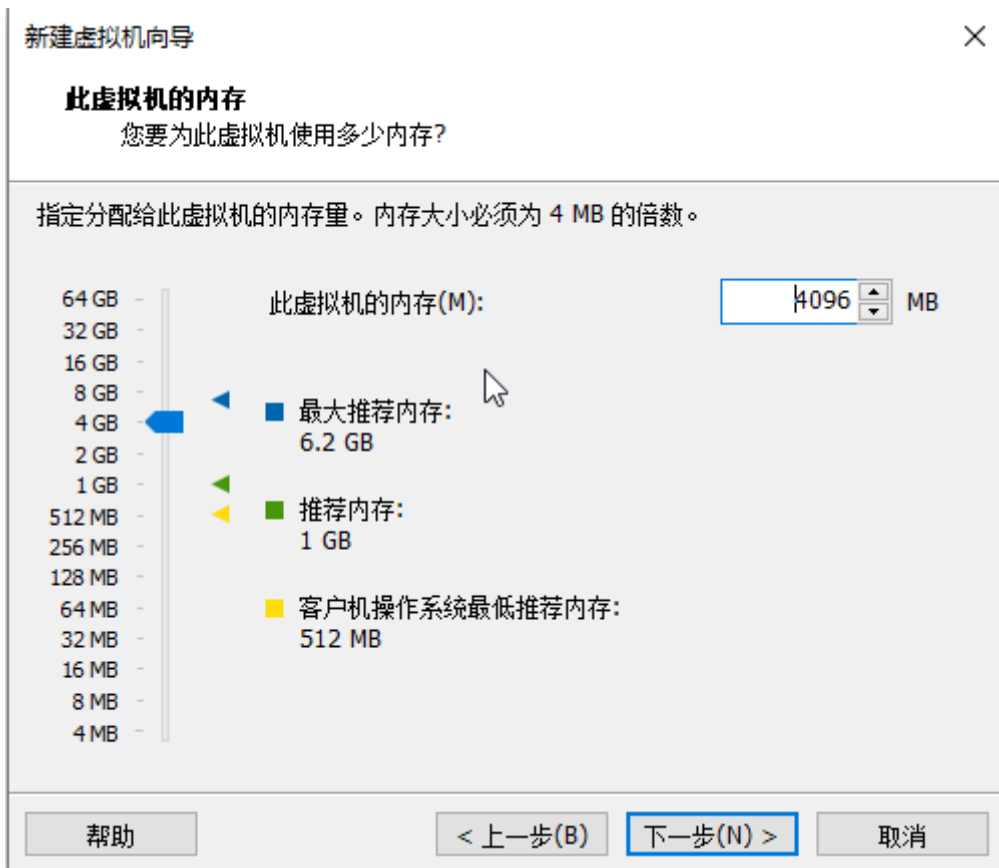 新建虚拟机向导
此虚拟机的内存
您要为此虚拟机使用多少内存?
指定分配给此虚拟机的内存量。内存大小必须为 4 MB 的倍数。
64 GB
32 GB
16 GB
8 GB
4 GB
2 GB
1 GB
512 MB
256 MB
128 MB
64 MB
32 MB
16 MB
8 MB
4 MB
此虚拟机的内存(M):
4096 MB
最大推荐内存:
6.2 GB
推荐内存:
1 GB
客户机操作系统最低推荐内存:
512 MB
帮助
< 上一步(B)
下一步(N) >
取消